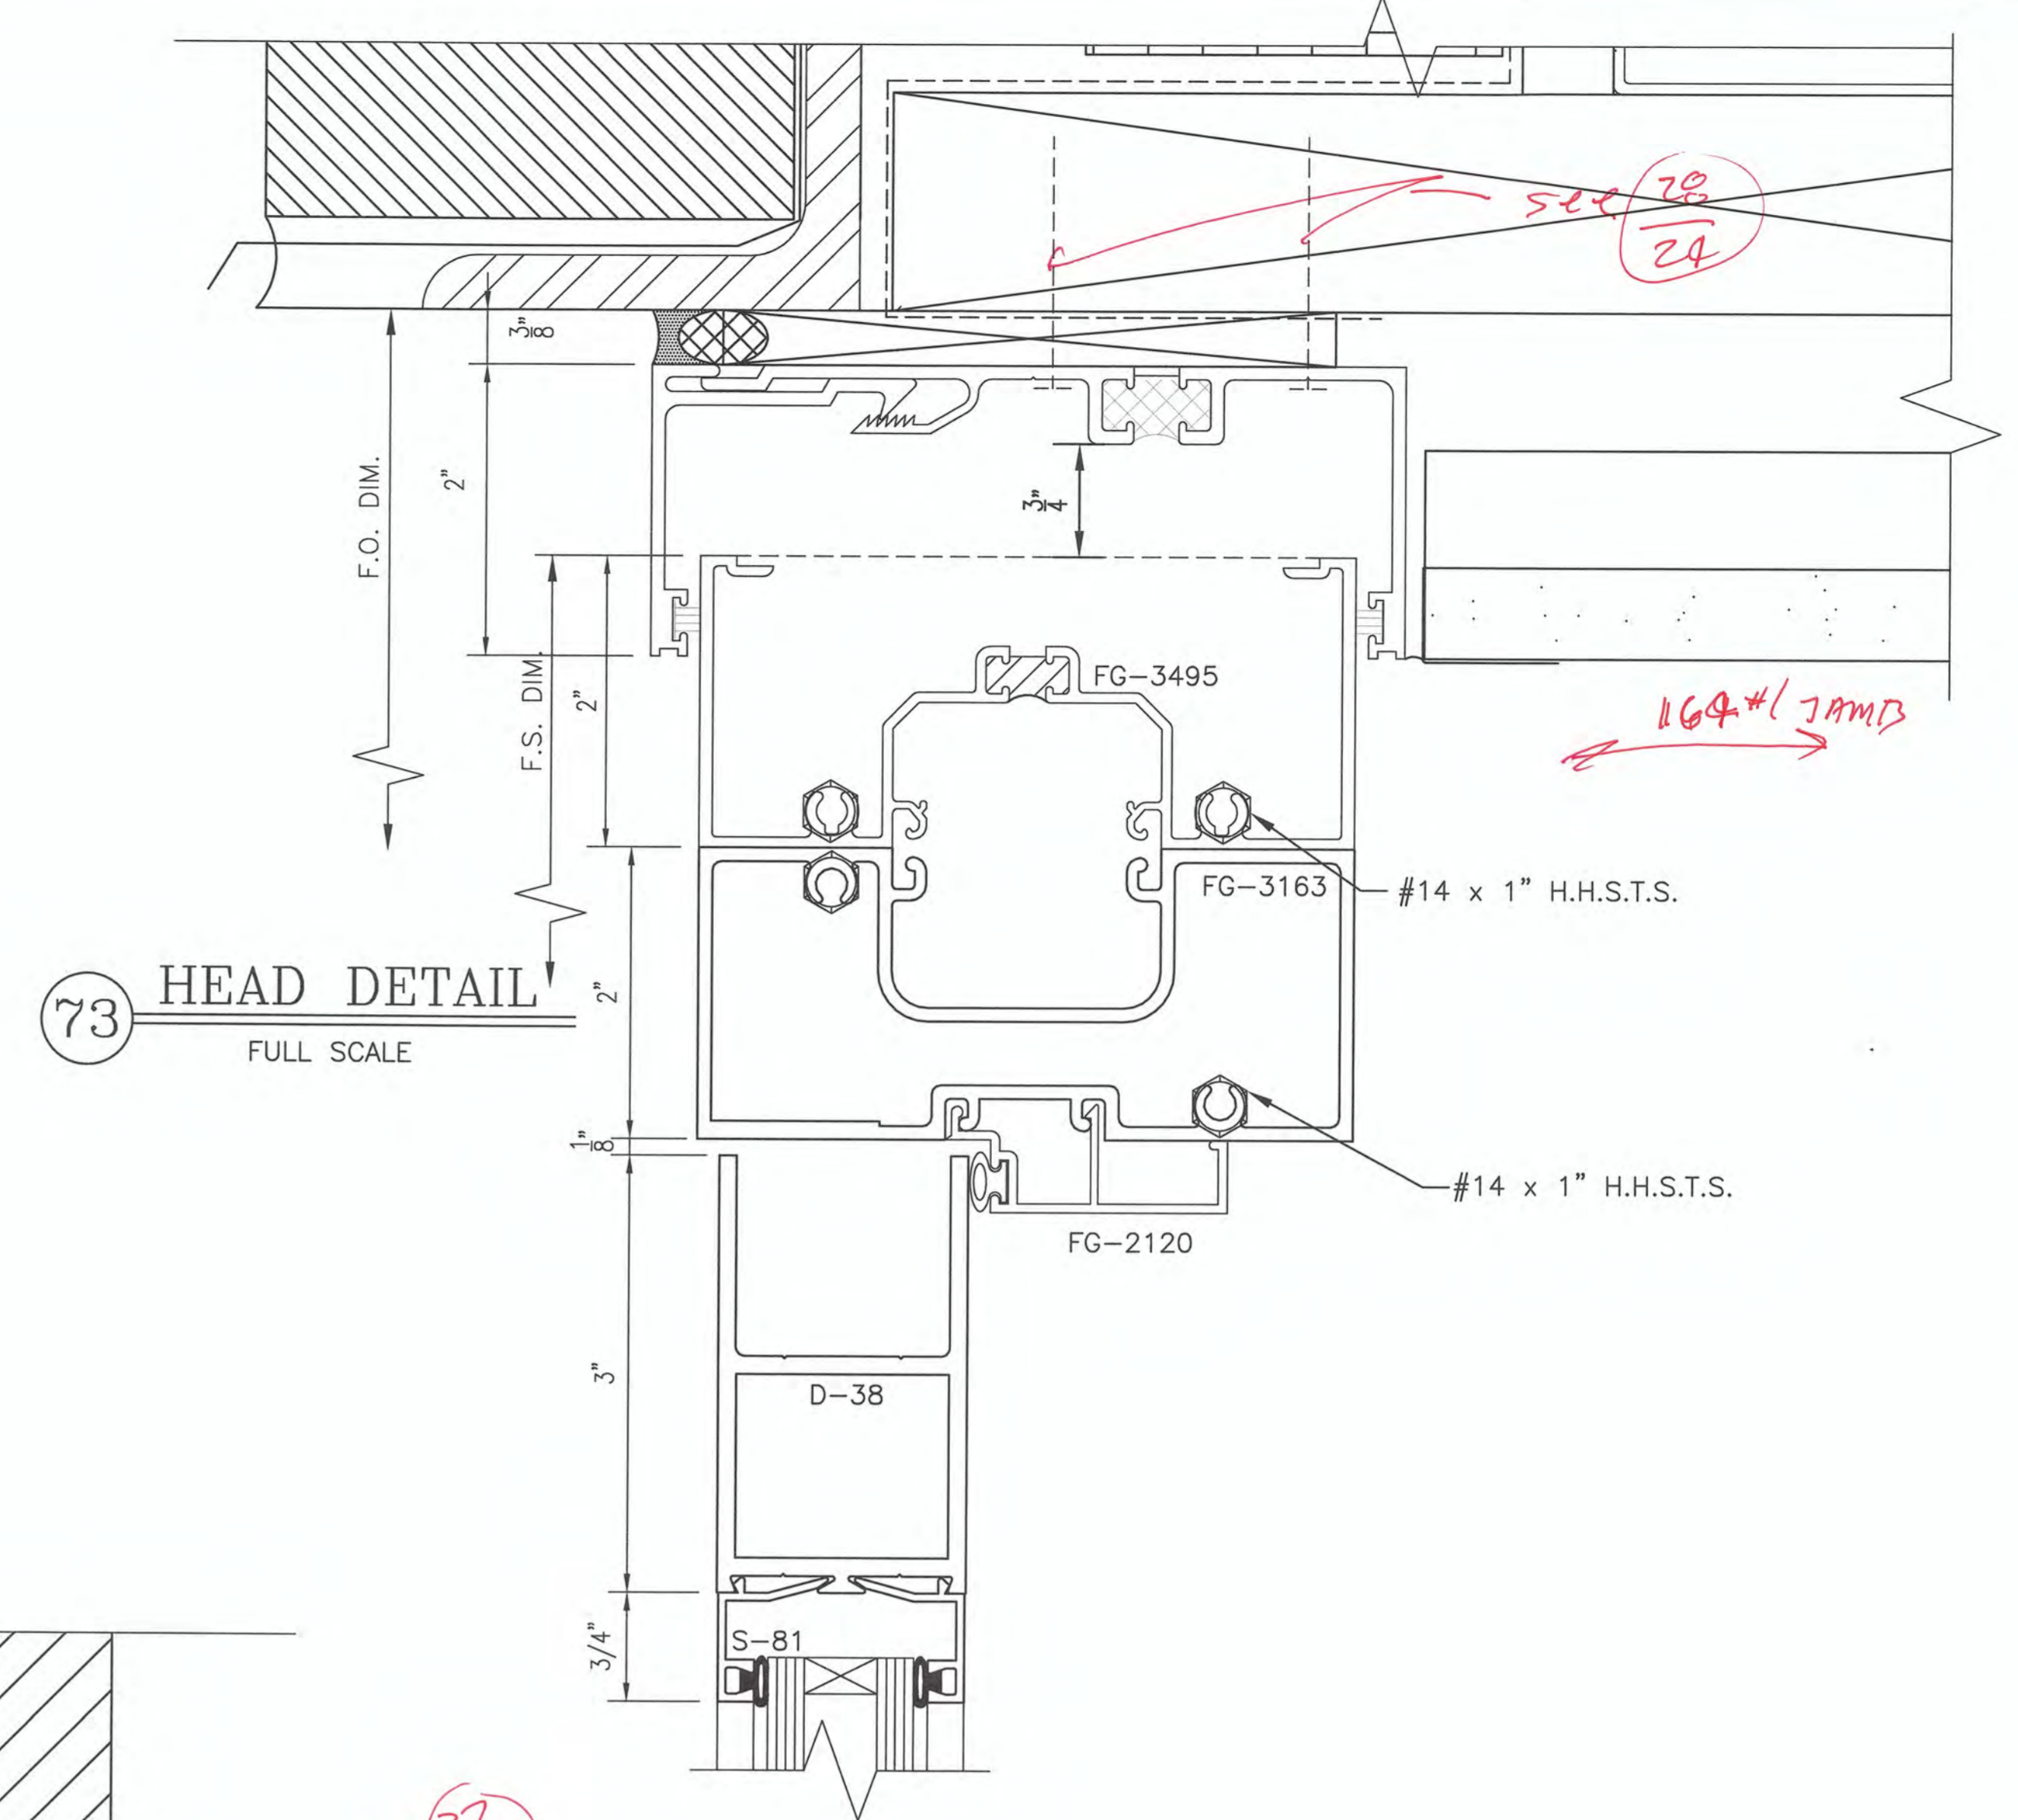 see 28/24
3"/8
2"
F.O. DIM.
3"/4
F.S. DIM.
2"
FG-3495
164#/ JAMB
FG-3163
#14 x 1" H.H.S.T.S.
73 HEAD DETAIL
FULL SCALE
2"
1"/8
#14 x 1" H.H.S.T.S.
FG-2120
3"
D-38
3/4"
S-81